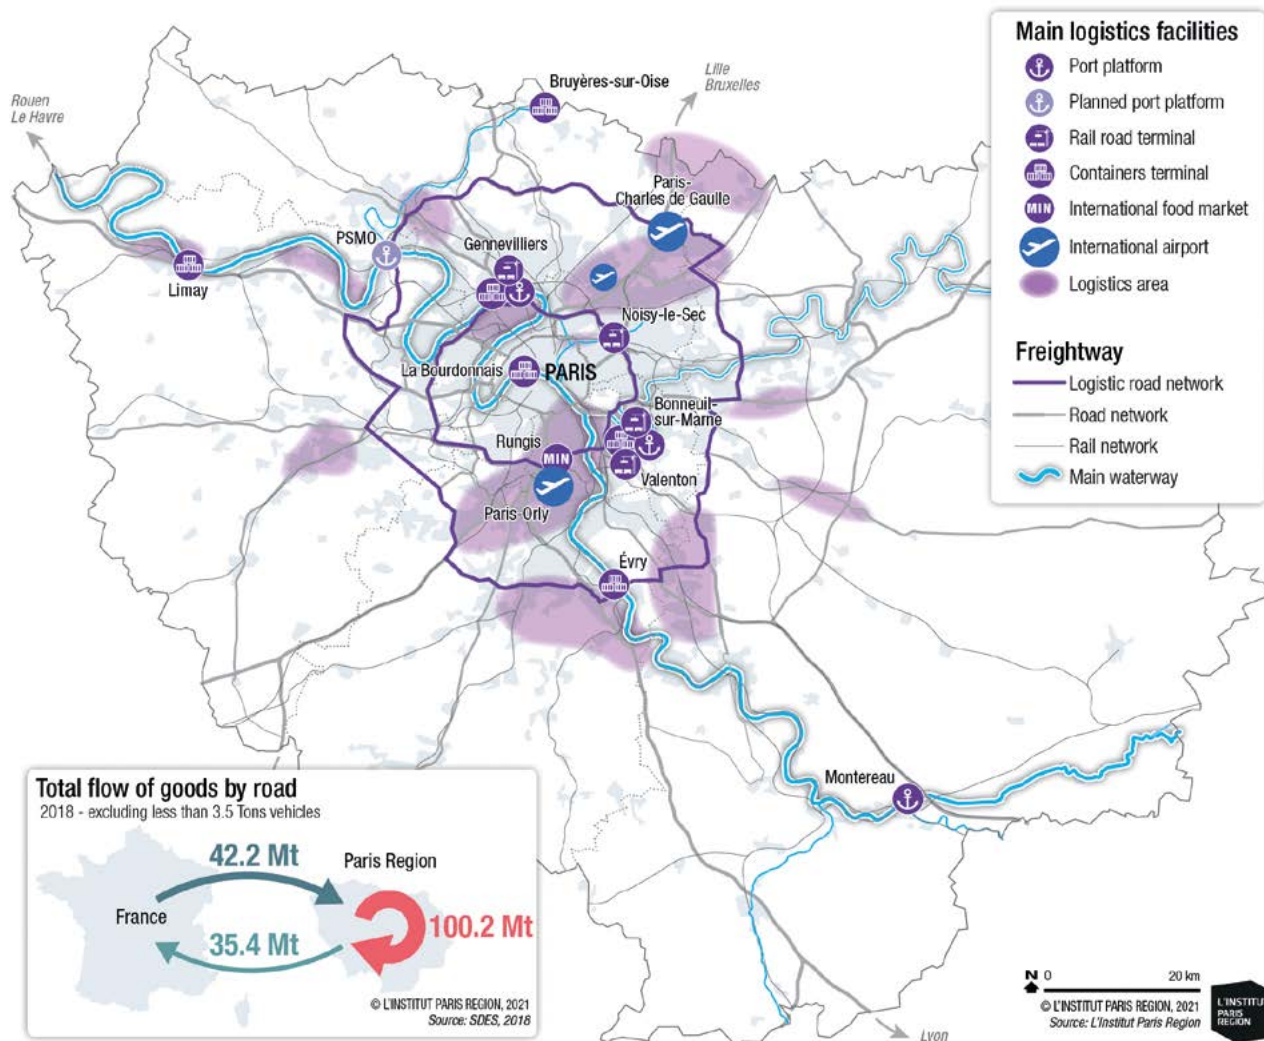 Main logistics facilities
Port platform
Planned port platform
Rail road terminal
Containers terminal
MIN
International food market
International airport
Logistics area
Freightway
Logistic road network
Road network
Rail network
Main waterway
Rouen
Le Havre
Bruyères-sur-Oise
Lille
Bruxelles
Paris-
Charles de Gaulle
PSMO
Gennevilliers
Limay
Noisy-le-Sec
La Bourdonnais
PARIS
Bonneuil-
sur-Marne
Rungis
MIN
Valenton
Paris-Orly
Évry
Montereau
Lyon
Total flow of goods by road
2018 - excluding less than 3.5 Tons vehicles
42.2 Mt
Paris Region
France
100.2 Mt
35.4 Mt
© L'INSTITUT PARIS REGION, 2021
Source: SDES, 2018
N 0 20 km
© L'INSTITUT PARIS REGION, 2021
Source: L'Institut Paris Region
L'INSTITUT
PARIS
REGION